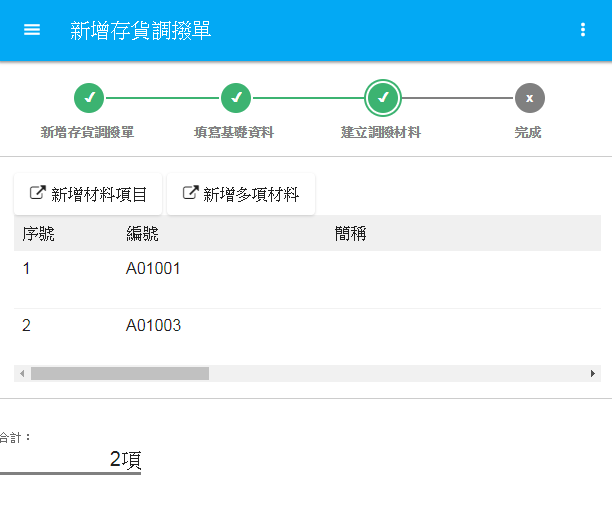 新增存貨調撥單
新增存貨調撥單 填寫基礎資料 建立調撥材料 完成
新增材料項目 新增多項材料
序號 編號 簡稱
1 A01001
2 A01003
合計：
2項